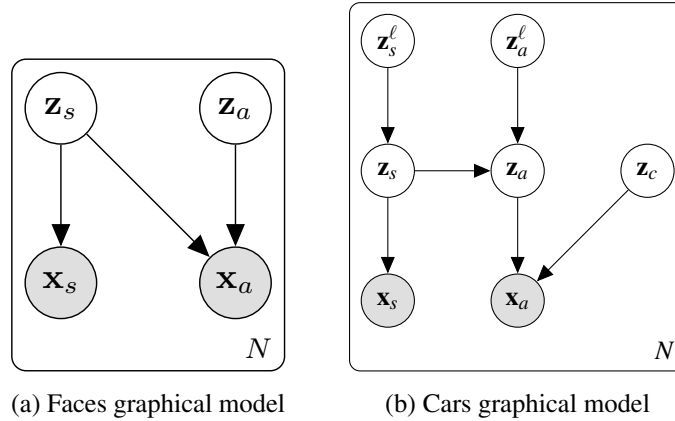 z_s z_a
x_s x_a
N
(a) Faces graphical model
z_s^ℓ z_a^ℓ
z_s z_a z_c
x_s x_a
N
(b) Cars graphical model